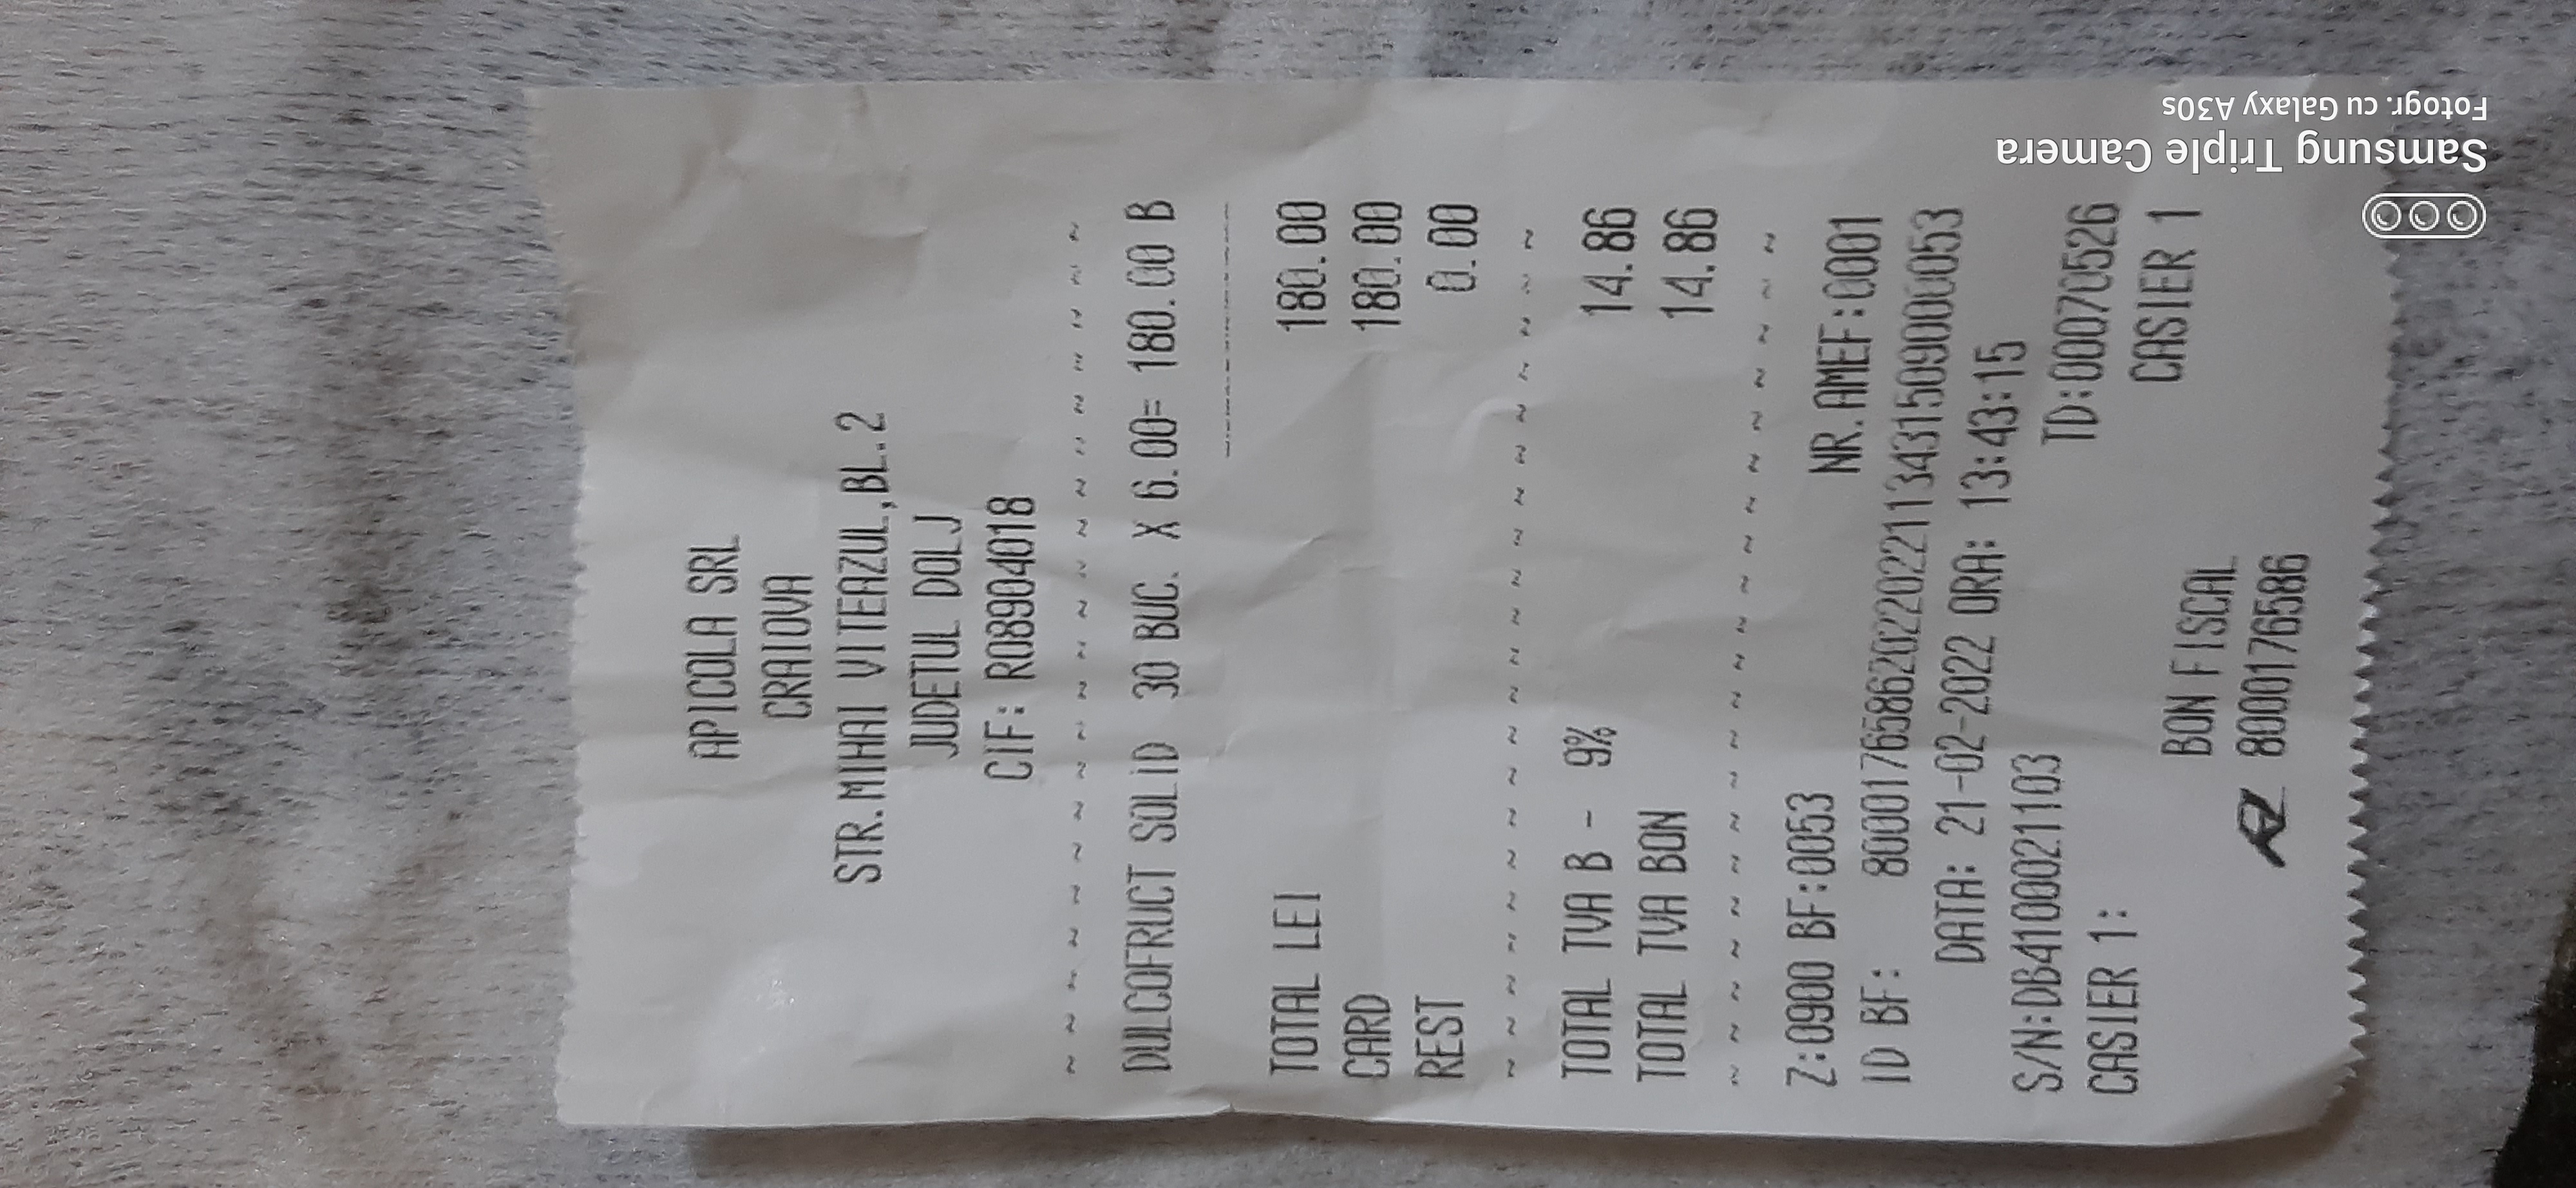 APICOLA SRL
CRAIOVA
STR.MIHAI VITEAZUL,BL.2
JUDETUL DOLJ
CIF: RO8904018
~ ~ ~ ~ ~ ~ ~ ~ ~ ~ ~ ~ ~ ~ ~ ~ ~ ~ ~ ~
DULCOFRUCT SOLID 30 BUC. X 6.00= 180.00 B
TOTAL LEI 180.00
CARD 180.00
REST 0.00
~ ~ ~ ~ ~ ~ ~ ~ ~ ~ ~ ~ ~ ~ ~ ~ ~ ~ ~ ~
TOTAL TVA B - 9% 14.86
TOTAL TVA BON 14.86
~ ~ ~ ~ ~ ~ ~ ~ ~ ~ ~ ~ ~ ~ ~ ~ ~ ~ ~ ~
Z:0900 BF:0053 NR.AMEF:0001
ID BF: 80001765862022022113431509000053
DATA: 21-02-2022 ORA: 13:43:15
S/N:DB4100021103 TD:00070526
CASIER 1: CASIER 1
BON FISCAL
8000176586
Samsung Triple Camera
Fotogr. cu Galaxy A30s